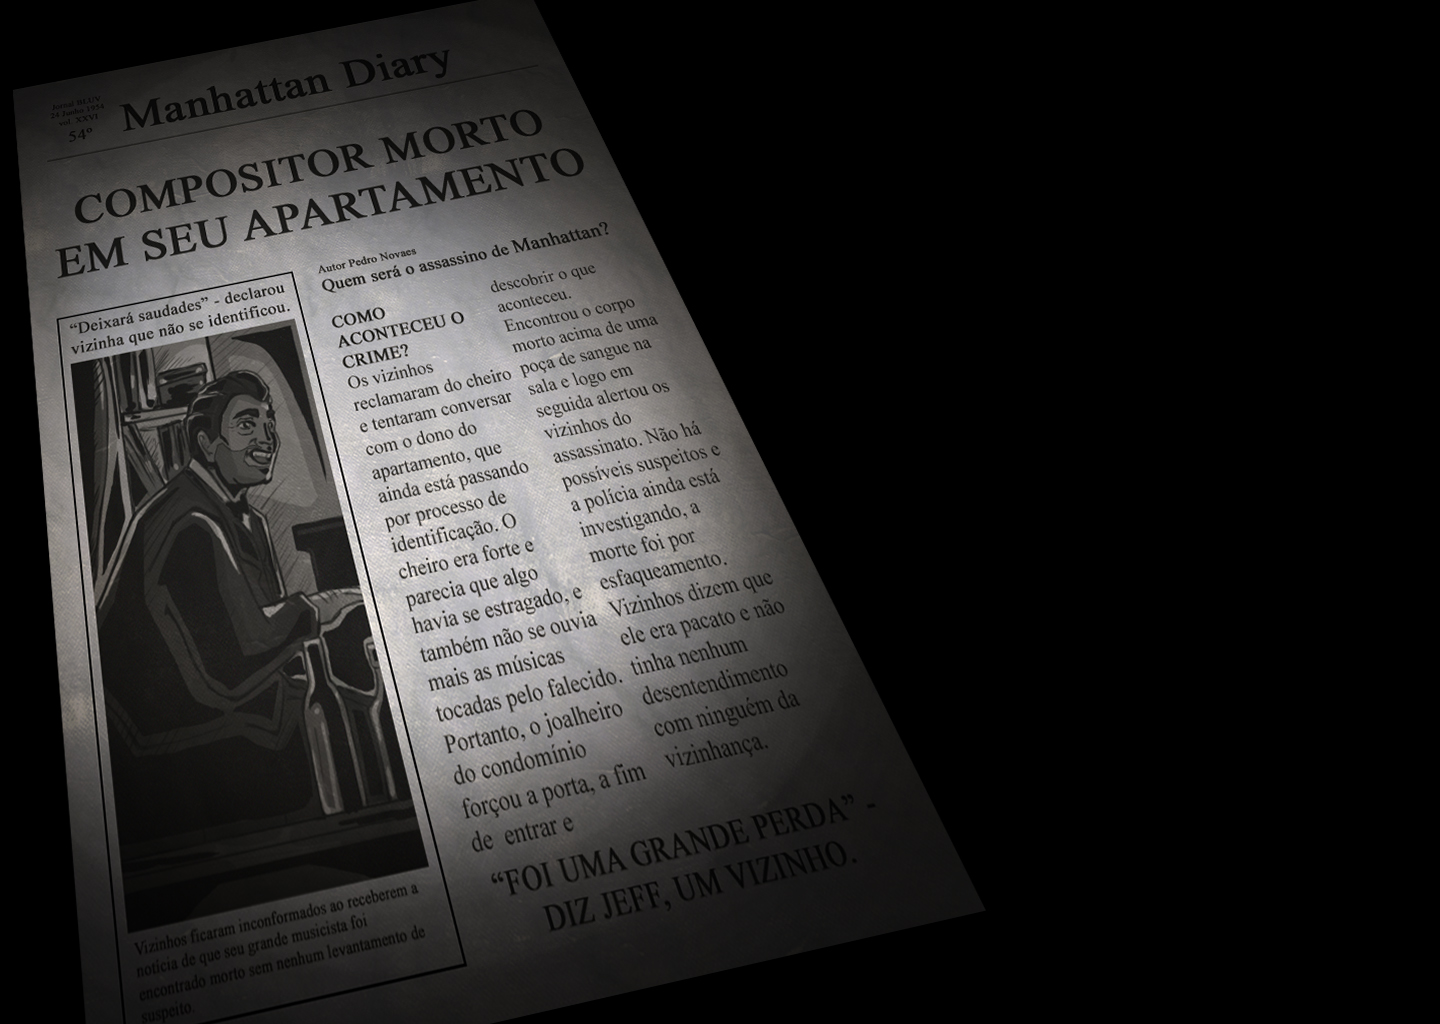 Jornal BEDV
24 Junho 1954
vol. XXVI
54º
Manhattan Diary
COMPOSITOR MORTO
EM SEU APARTAMENTO
Autor Pedro Novaes
Quem será o assassino de Manhattan?
“Deixará saudades” - declarou
vizinha que não se identificou.
Vizinhos ficaram inconformados ao receberem a
notícia de que seu grande musicista foi
encontrado morto sem nenhum levantamento de
suspeito.
COMO
ACONTECEU O
CRIME?
Os vizinhos
reclamaram do cheiro
e tentaram conversar
com o dono do
apartamento, que
ainda está passando
por processo de
identificação. O
cheiro era forte e
parecia que algo
havia se estragado, e
também não se ouvia
mais as músicas
tocadas pelo falecido.
Portanto, o joalheiro
do condomínio
forçou a porta, a fim
de entrar e
descobrir o que
aconteceu.
Encontrou o corpo
morto acima de uma
poça de sangue na
sala e logo em
seguida alertou os
vizinhos do
assassinato. Não há
possíveis suspeitos e
a polícia ainda está
investigando, a
morte foi por
esfaqueamento.
Vizinhos dizem que
ele era pacato e não
tinha nenhum
desentendimento
com ninguém da
vizinhança.
“FOI UMA GRANDE PERDA” -
DIZ JEFF, UM VIZINHO.